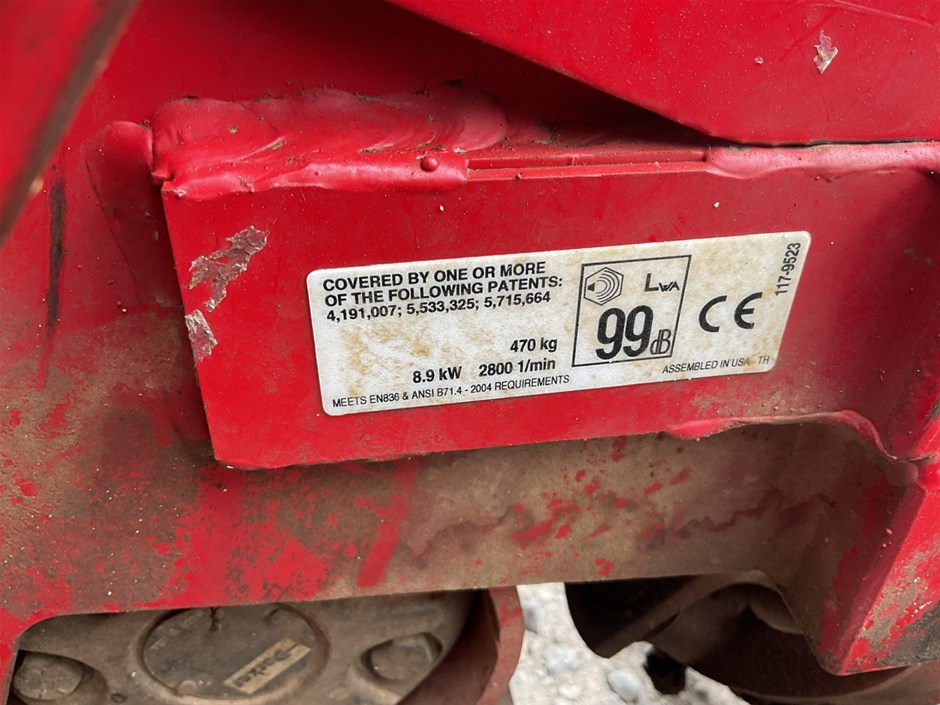 COVERED BY ONE OR MORE
OF THE FOLLOWING PATENTS:
4,191,007; 5,533,325; 5,715,664
470 kg
8.9 kW 2800 1/min
MEETS EN836 & ANSI B71.4 - 2004 REQUIREMENTS
LWA
99dB
CE
ASSEMBLED IN USA TH
117-9523
Parker